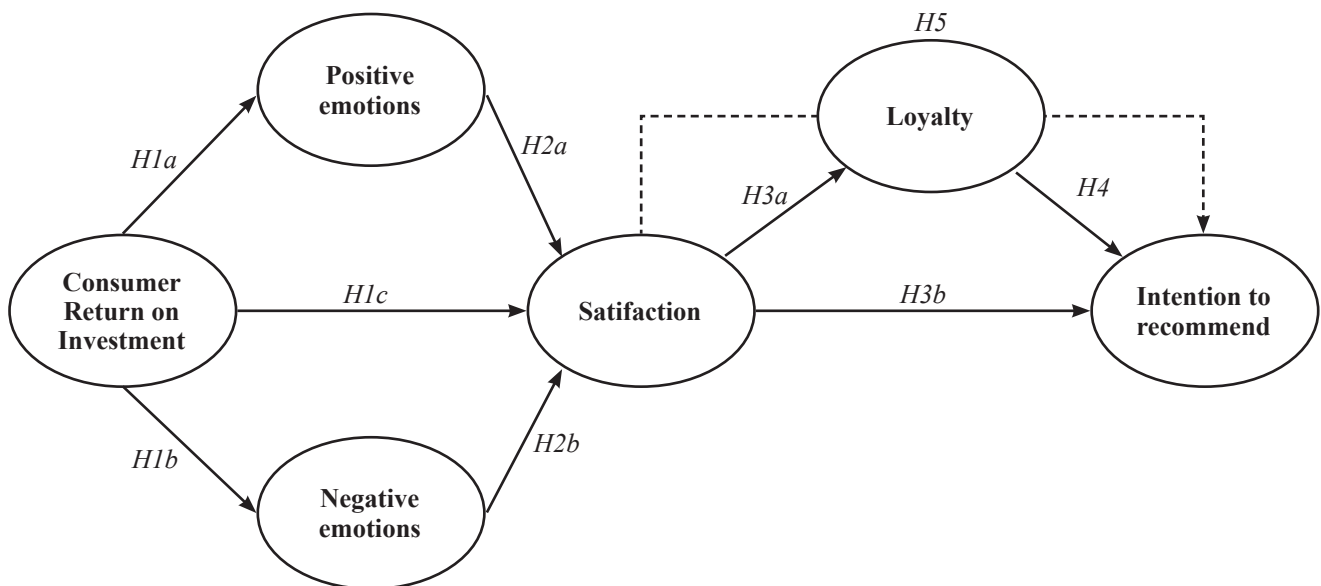 H5
Positive
emotions
Loyalty
H1a
H2a
H3a
H4
Consumer
Return on
Investment
H1c
Satifaction
H3b
Intention to
recommend
H1b
H2b
Negative
emotions